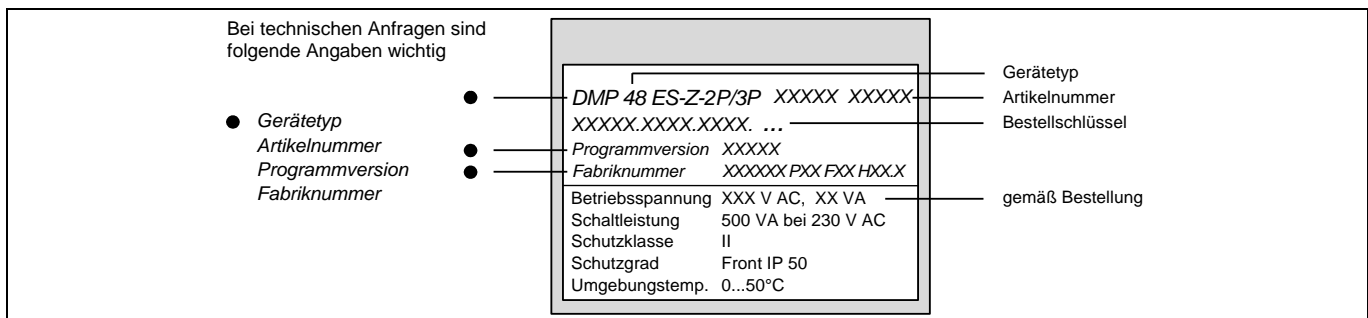 Bei technischen Anfragen sind
folgende Angaben wichtig
● Gerätetyp
Artikelnummer
Programmversion
Fabriknummer
DMP 48 ES-Z-2P/3P XXXXX XXXXX
XXXXX.XXXX.XXXX. ...
Programmversion XXXXX
Fabriknummer XXXXXX PXX FXX HXX.X
Betriebsspannung XXX V AC, XX VA
Schaltleistung 500 VA bei 230 V AC
Schutzklasse II
Schutzgrad Front IP 50
Umgebungstemp. 0...50°C
Gerätetyp
Artikelnummer
Bestellschlüssel
gemäß Bestellung